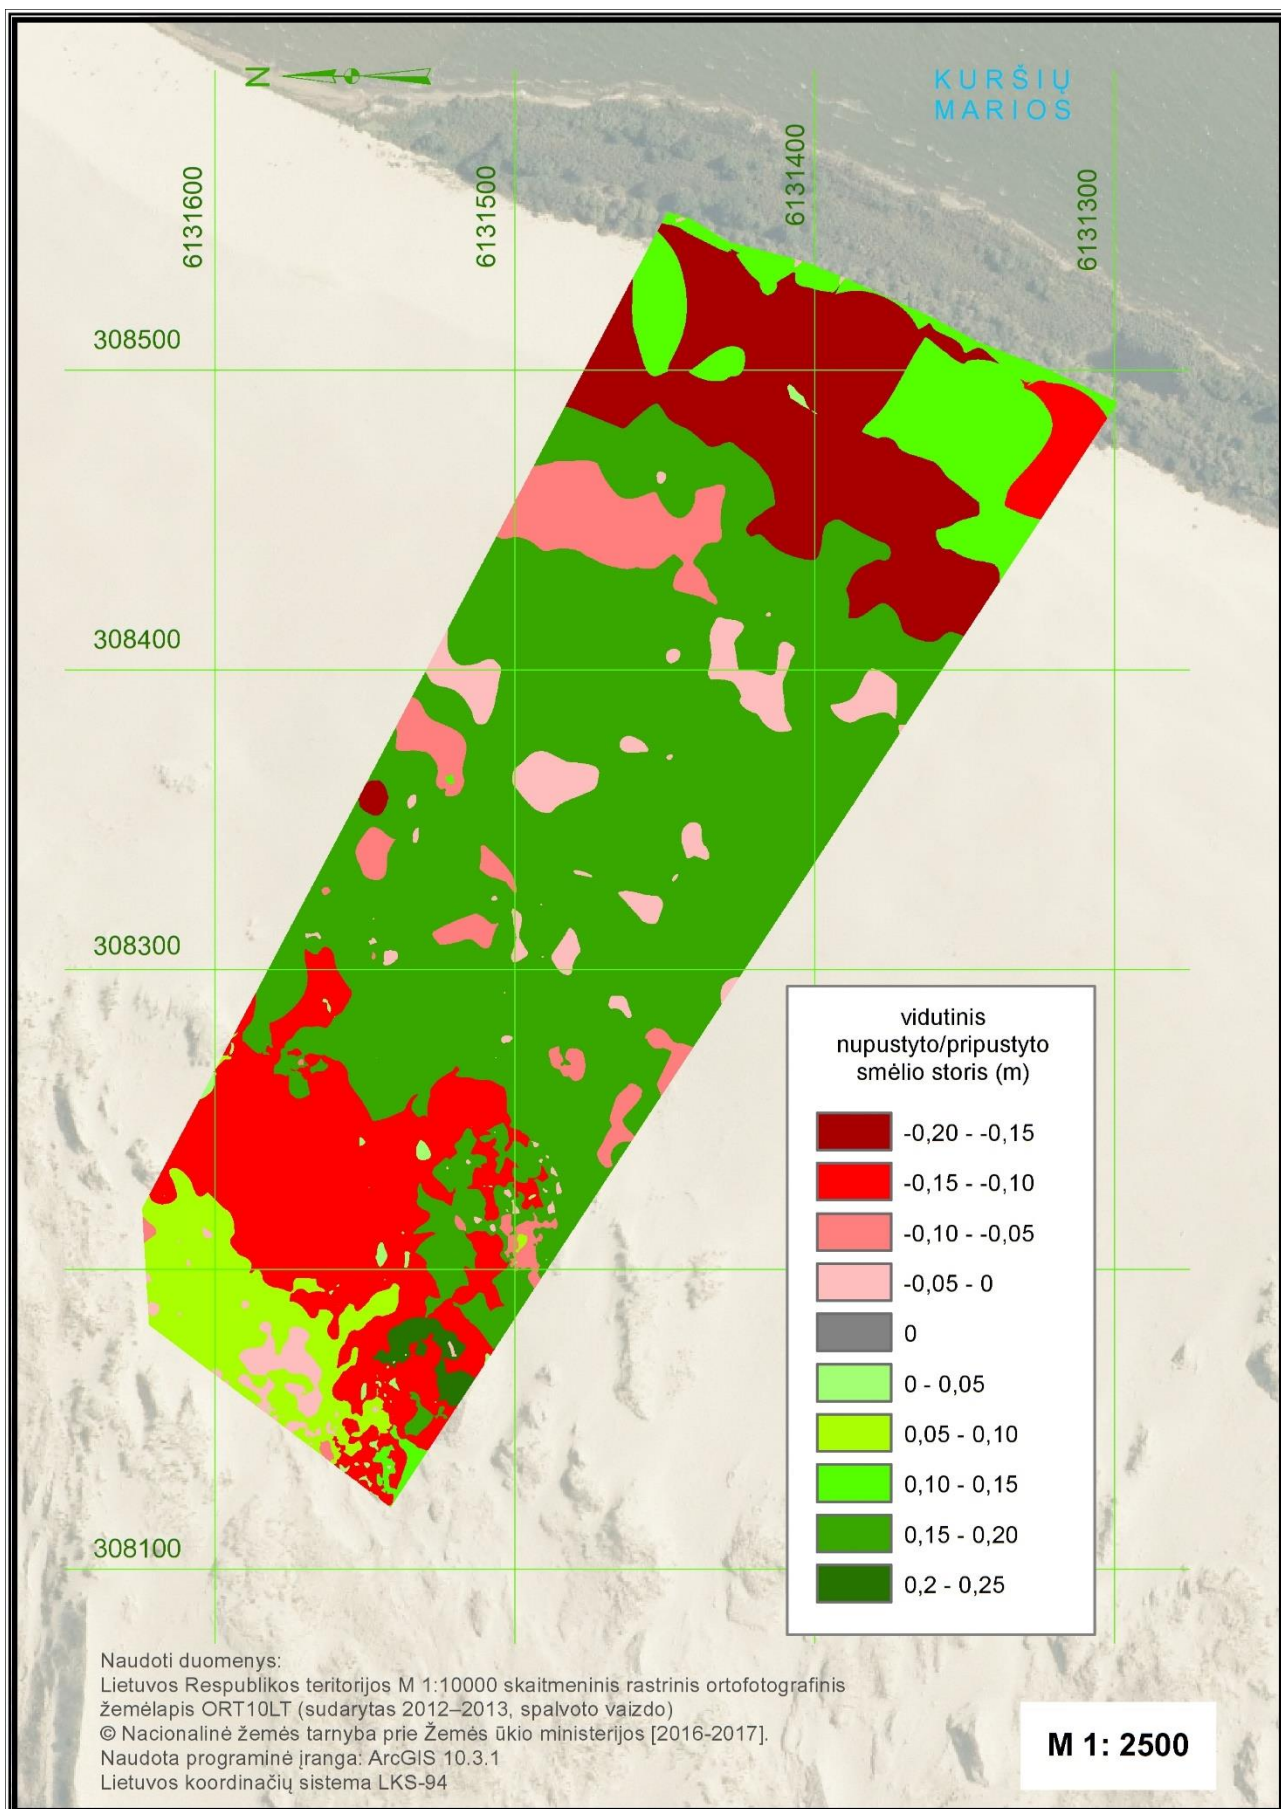 N
KURŠIŲ
MARIOS
6131600
6131500
6131400
6131300
308500
308400
308300
308100
vidutinis
nupustyto/pripustyto
smėlio storis (m)
-0,20 - -0,15
-0,15 - -0,10
-0,10 - -0,05
-0,05 - 0
0
0 - 0,05
0,05 - 0,10
0,10 - 0,15
0,15 - 0,20
0,2 - 0,25
Naudoti duomenys:
Lietuvos Respublikos teritorijos M 1:10000 skaitmeninis rastrinis ortofotografinis
žemėlapis ORT10LT (sudarytas 2012–2013, spalvoto vaizdo)
© Nacionalinė žemės tarnyba prie Žemės ūkio ministerijos [2016-2017].
Naudota programinė įranga: ArcGIS 10.3.1
Lietuvos koordinačių sistema LKS-94
M 1: 2500